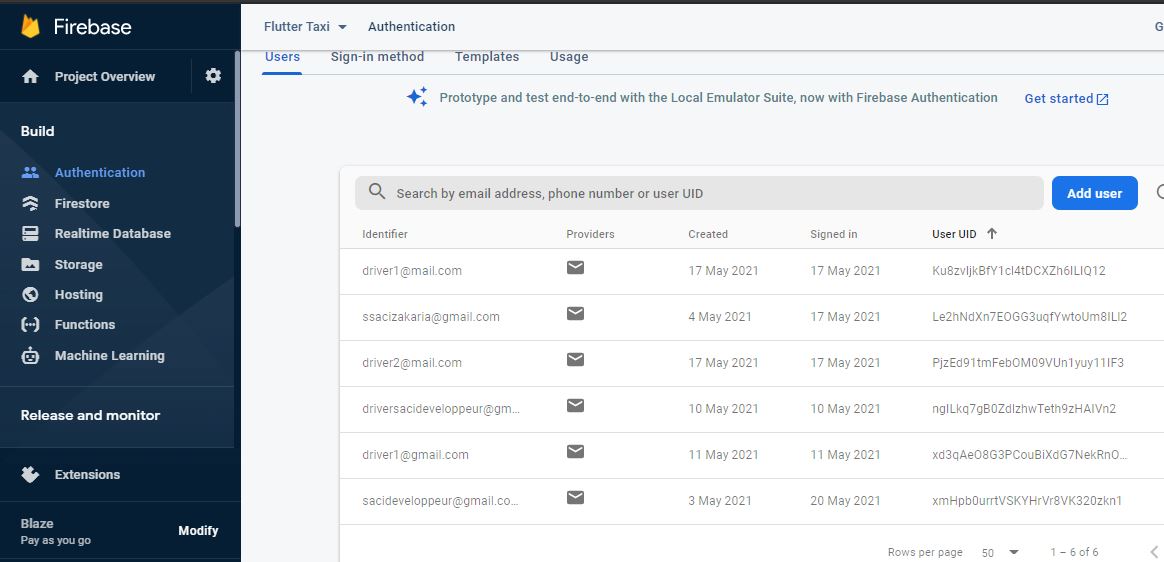 Firebase
Flutter Taxi
Authentication
G
Project Overview
Users
Sign-in method
Templates
Usage
Prototype and test end-to-end with the Local Emulator Suite, now with Firebase Authentication
Get started
Build
Authentication
Firestore
Realtime Database
Storage
Hosting
Functions
Machine Learning
Release and monitor
Extensions
Blaze
Pay as you go
Modify
Search by email address, phone number or user UID
Add user
Identifier Providers Created Signed in User UID
driver1@mail.com 17 May 2021 17 May 2021 Ku8zvIjkBfY1cl4tDCXZh6ILIQ12
ssacizakaria@gmail.com 4 May 2021 17 May 2021 Le2hNdXn7EOGG3uqfYwtoUm8ILI2
driver2@mail.com 17 May 2021 17 May 2021 PjzEd91tmFebOM09VUn1yuy11IF3
driversacideveloppeur@gm... 10 May 2021 10 May 2021 ngILkq7gB0ZdIzhwTeth9zHAIVn2
driver1@gmail.com 11 May 2021 11 May 2021 xd3qAeO8G3PCouBiXdG7NekRnO...
sacideveloppeur@gmail.co... 3 May 2021 20 May 2021 xmHpb0urrtVSKYHrVr8VK320zkn1
Rows per page 50 1 – 6 of 6